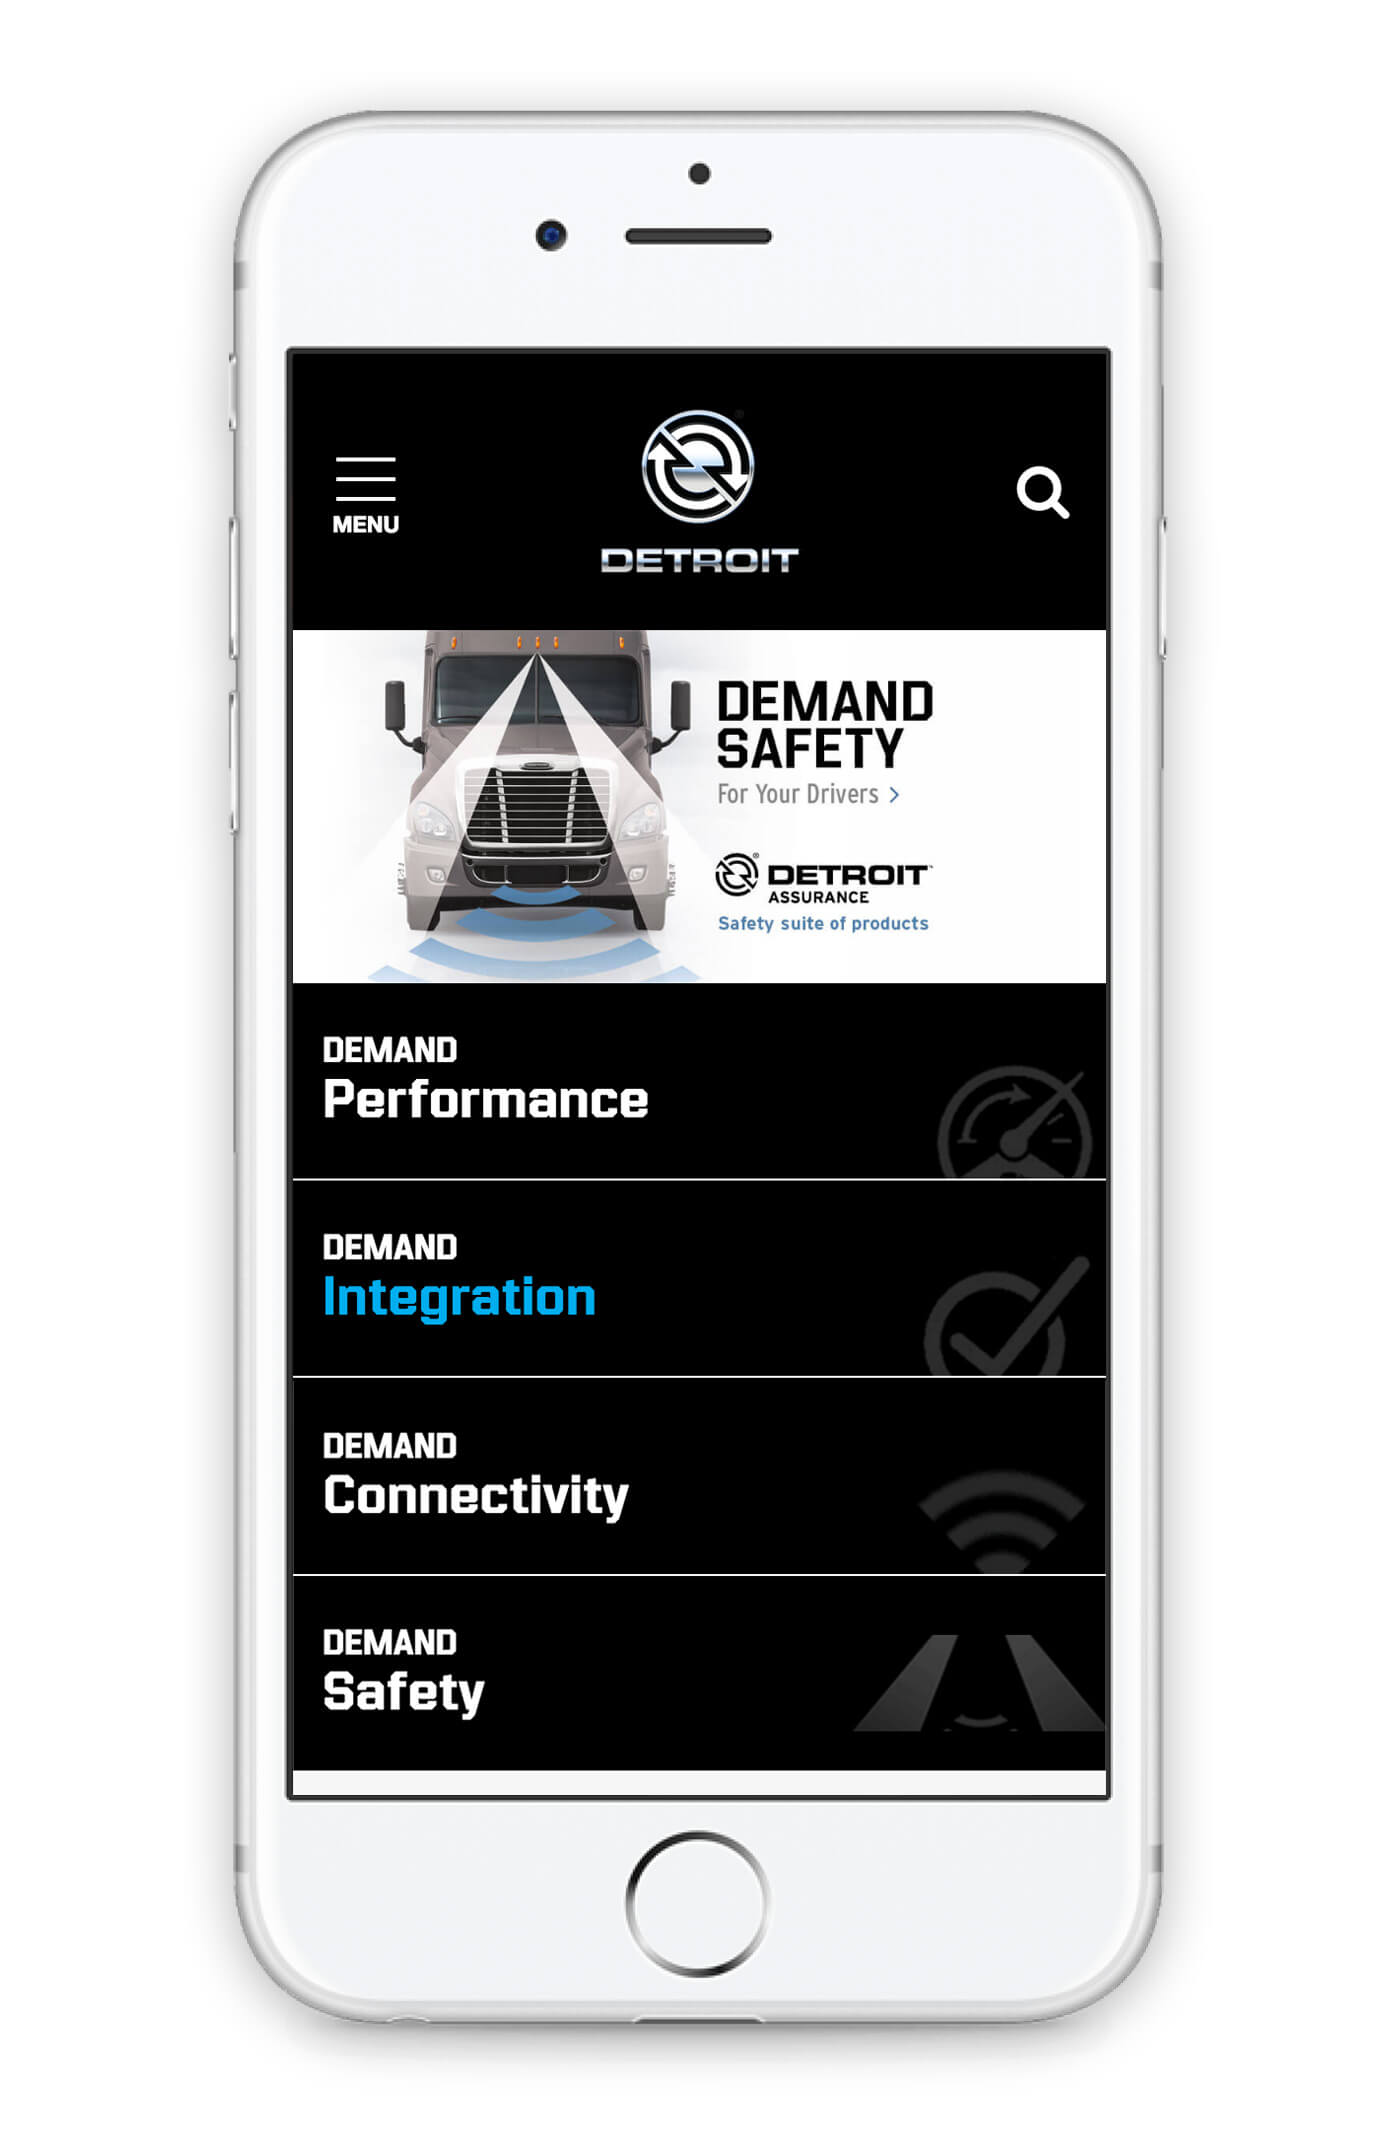 MENU
DETROIT
DEMAND
SAFETY
For Your Drivers >
DETROIT™
ASSURANCE
Safety suite of products
DEMAND
Performance
DEMAND
Integration
DEMAND
Connectivity
DEMAND
Safety